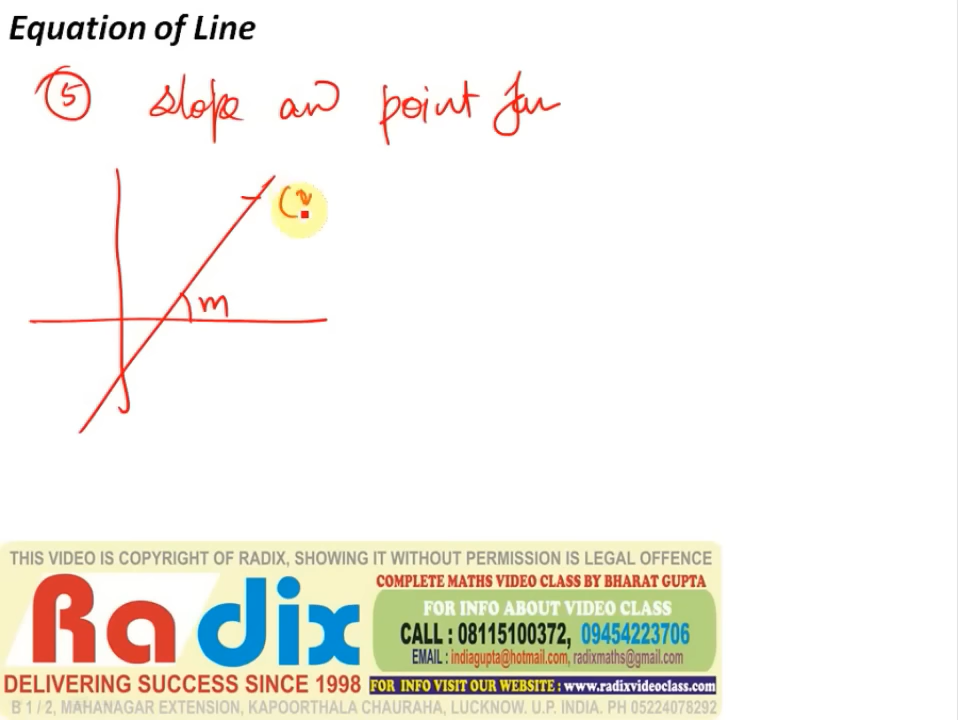 Equation of Line
5 slope and point for
(
m
THIS VIDEO IS COPYRIGHT OF RADIX, SHOWING IT WITHOUT PERMISSION IS LEGAL OFFENCE
Radix
DELIVERING SUCCESS SINCE 1998
COMPLETE MATHS VIDEO CLASS BY BHARAT GUPTA
FOR INFO ABOUT VIDEO CLASS
CALL : 08115100372, 09454223706
EMAIL : indiagupta@hotmail.com, radixmaths@gmail.com
FOR INFO VISIT OUR WEBSITE : www.radixvideoclass.com
B 1 / 2, MAHANAGAR EXTENSION, KAPOORTHALA CHAURAHA, LUCKNOW. U.P. INDIA. PH 05224078292